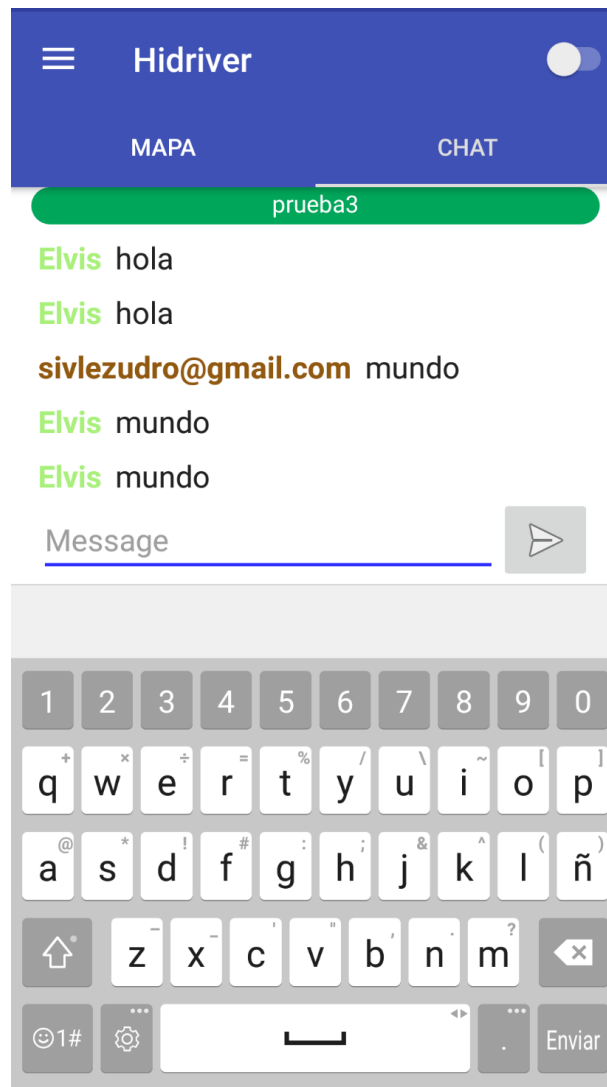 Hidriver
MAPA CHAT
prueba3
Elvis hola
Elvis hola
sivlezudro@gmail.com mundo
Elvis mundo
Elvis mundo
Message
1 2 3 4 5 6 7 8 9 0
+ × ÷ = % / \ ~ [ ]
q w e r t y u i o p
@ * ! # : ; & ^ ( )
a s d f g h j k l ñ
- _ ' " , . ?
z x c v b n m
1# . Enviar